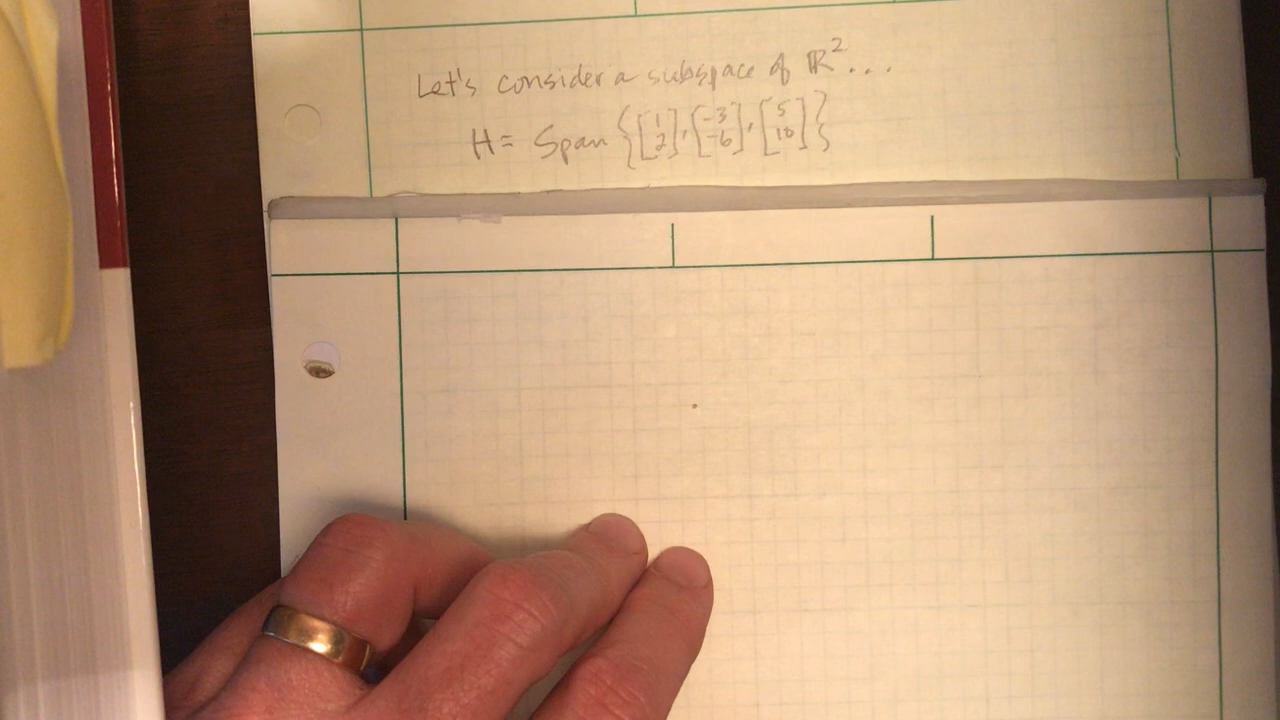 Let's consider a subspace of ℝ²...
H = Span {[1 2], [-3 -6], [5 10]}